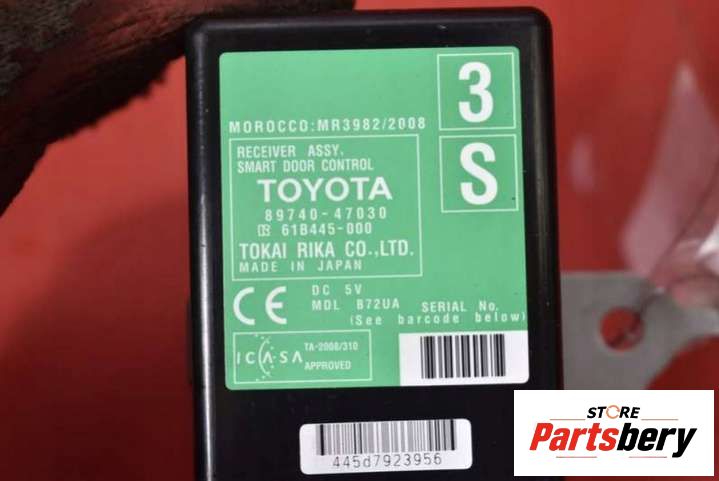 MOROCCO:MR3982/2008
3
RECEIVER ASSY,
SMART DOOR CONTROL
S
TOYOTA
89740-47030
61B445-000
TOKAI RIKA CO.,LTD.
MADE IN JAPAN
CE
DC 5V
MDL B72UA SERIAL No.
(See barcode below)
ICASA
TA-2008/310
APPROVED
445d7923956
STORE
Partsbery